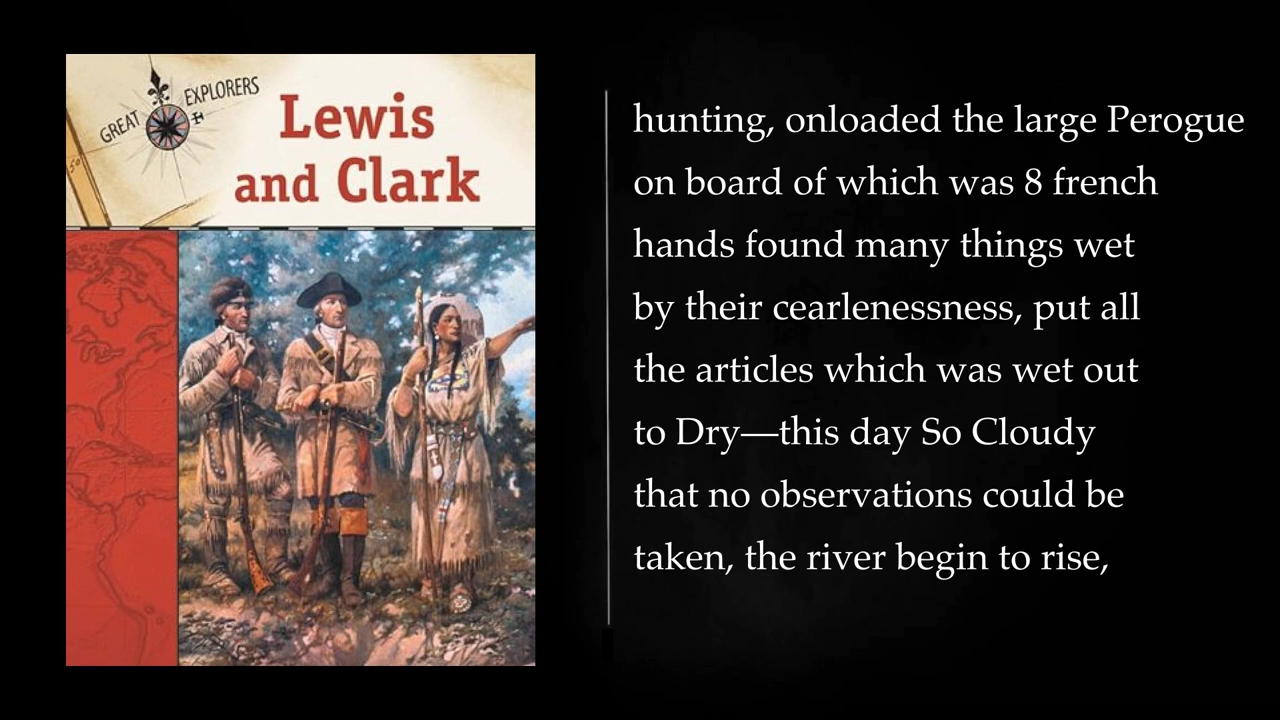 GREAT EXPLORERS
Lewis
and Clark
hunting, onloaded the large Perogue
on board of which was 8 french
hands found many things wet
by their cearlenessness, put all
the articles which was wet out
to Dry—this day So Cloudy
that no observations could be
taken, the river begin to rise,